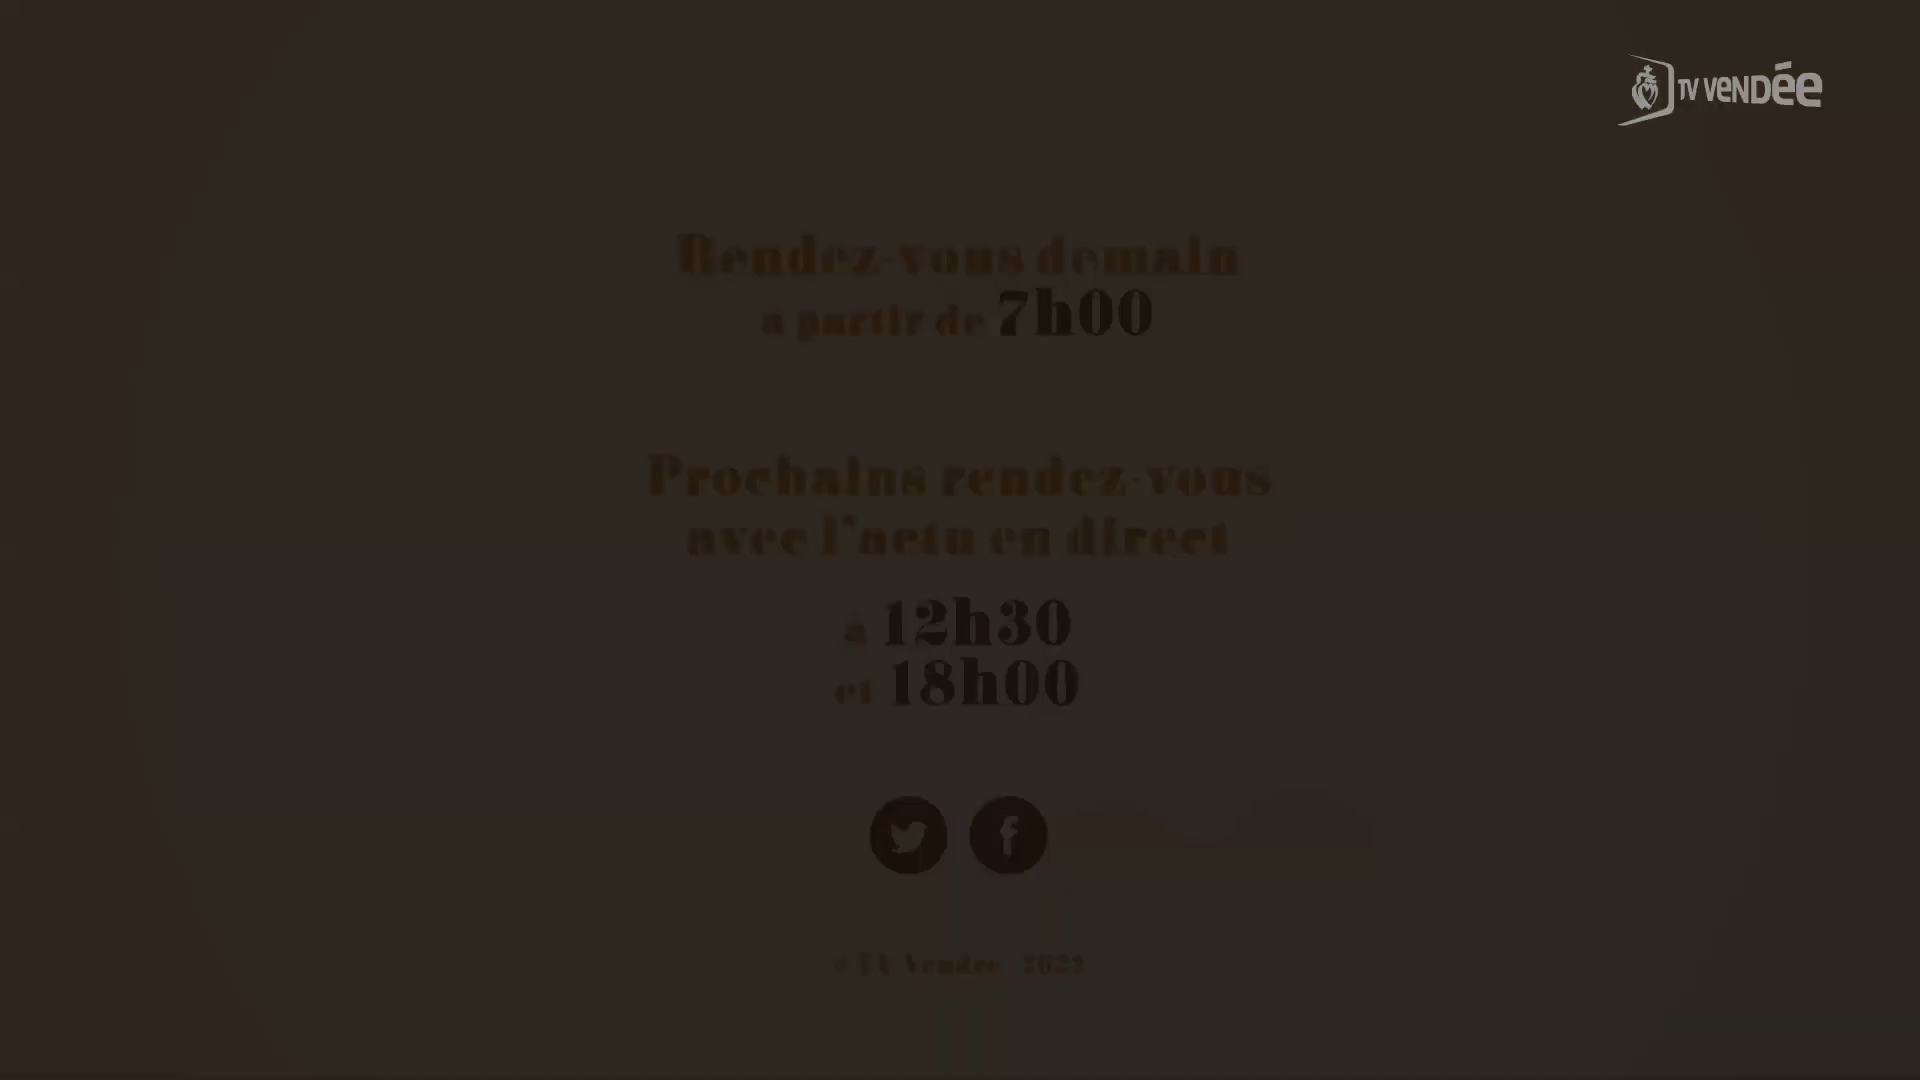 TV VENDÉE
Rendez-vous demain
à partir de 7h00
Prochains rendez-vous
avec l'actu en direct
à 12h30
et 18h00
© TV Vendée